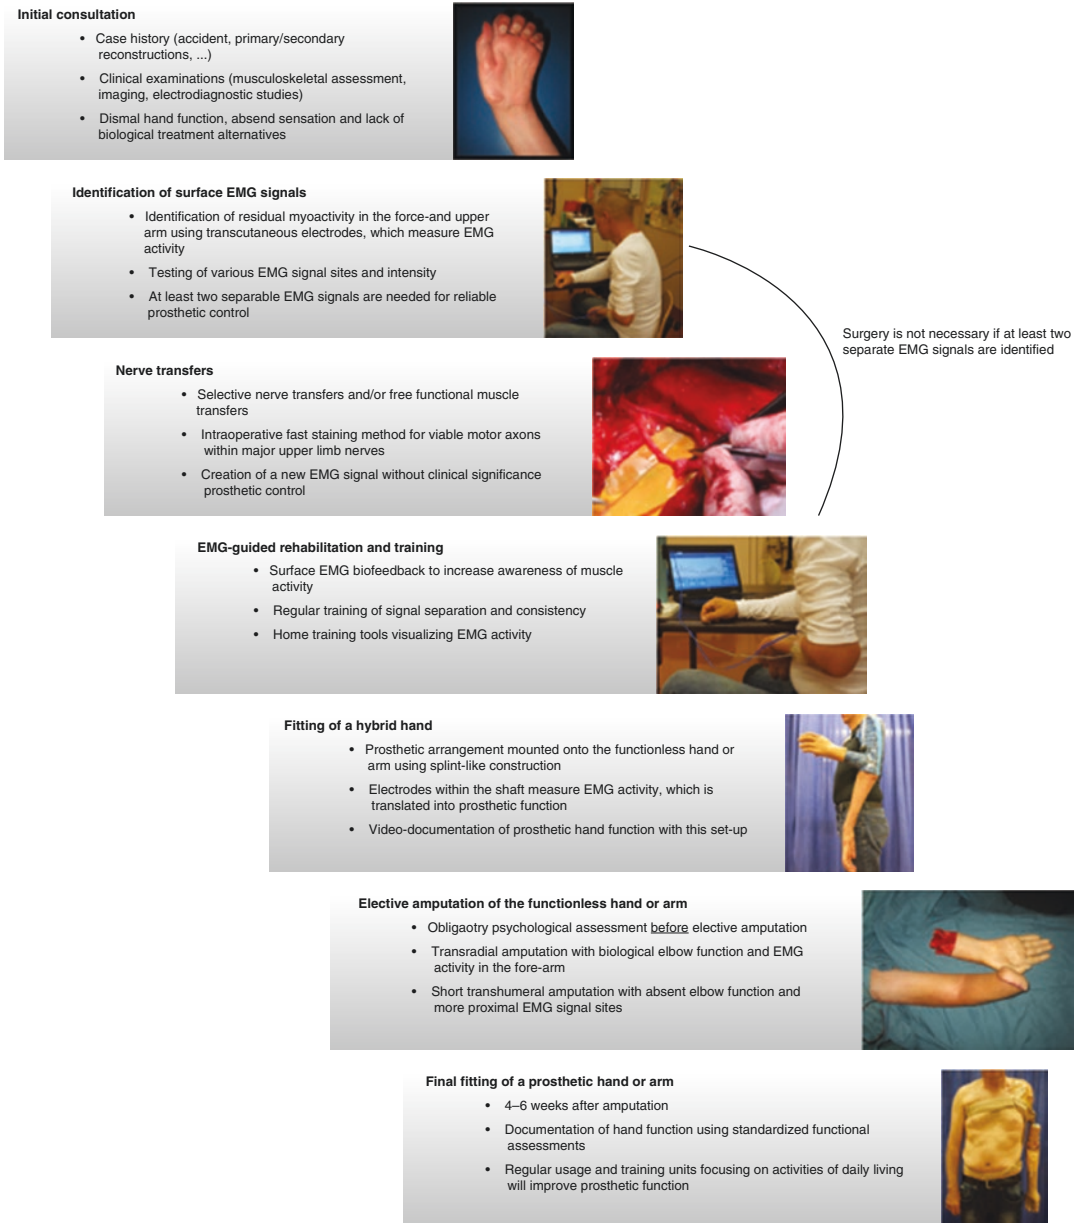 Initial consultation
• Case history (accident, primary/secondary
reconstructions, ...)
• Clinical examinations (musculoskeletal assessment,
imaging, electrodiagnostic studies)
• Dismal hand function, absend sensation and lack of
biological treatment alternatives
Identification of surface EMG signals
• Identification of residual myoactivity in the force-and upper
arm using transcutaneous electrodes, which measure EMG
activity
• Testing of various EMG signal sites and intensity
• At least two separable EMG signals are needed for reliable
prosthetic control
Surgery is not necessary if at least two
separate EMG signals are identified
Nerve transfers
• Selective nerve transfers and/or free functional muscle
transfers
• Intraoperative fast staining method for viable motor axons
within major upper limb nerves
• Creation of a new EMG signal without clinical significance
prosthetic control
EMG-guided rehabilitation and training
• Surface EMG biofeedback to increase awareness of muscle
activity
• Regular training of signal separation and consistency
• Home training tools visualizing EMG activity
Fitting of a hybrid hand
• Prosthetic arrangement mounted onto the functionless hand or
arm using splint-like construction
• Electrodes within the shaft measure EMG activity, which is
translated into prosthetic function
• Video-documentation of prosthetic hand function with this set-up
Elective amputation of the functionless hand or arm
• Obligaotry psychological assessment before elective amputation
• Transradial amputation with biological elbow function and EMG
activity in the fore-arm
• Short transhumeral amputation with absent elbow function and
more proximal EMG signal sites
Final fitting of a prosthetic hand or arm
• 4–6 weeks after amputation
• Documentation of hand function using standardized functional
assessments
• Regular usage and training units focusing on activities of daily living
will improve prosthetic function